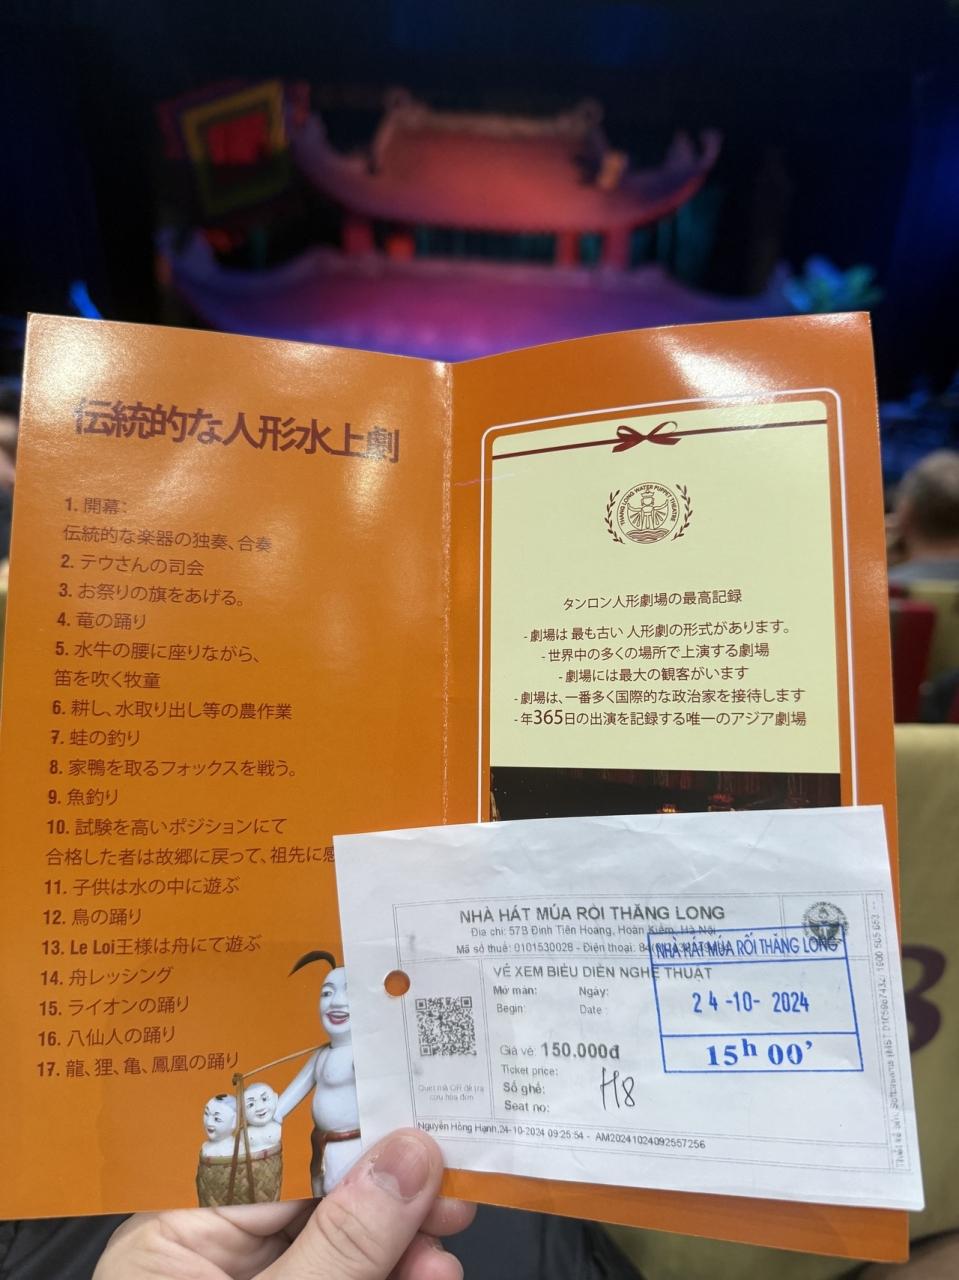 伝統的な人形水上劇
1. 開幕:
伝統的な楽器の独奏、合奏
2. テウさんの司会
3. お祭りの旗をあげる。
4. 竜の踊り
5. 水牛の腰に座りながら、
笛を吹く牧童
6. 耕し、水取り出し等の農作業
7. 蛙の釣り
8. 家鴨を取るフォックスを戦う。
9. 魚釣り
10. 試験を高いポジションにて
合格した者は故郷に戻って、祖先に感
11. 子供は水の中に遊ぶ
12. 鳥の踊り
13. Le Loi王様は舟にて遊ぶ
14. 舟レッシング
15. ライオンの踊り
16. 八仙人の踊り
17. 龍、狸、亀、鳳凰の踊り
THANG LONG WATER PUPPET THEATRE
タンロン人形劇場の最高記録
- 劇場は 最も古い 人形劇の形式があります。
- 世界中の多くの場所で上演する劇場
- 劇場には最大の観客がいます
- 劇場は、一番多く国際的な政治家を接待します
- 年365日の出演を記録する唯一のアジア劇場
NHÀ HÁT MÚA RỐI THĂNG LONG
Địa chỉ: 57B Đinh Tiên Hoàng, Hoàn Kiếm, Hà Nội
Mã số thuế: 0101530028 - Điện thoại:
NHÀ HÁT MÚA RỐI THĂNG LONG
VÉ XEM BIỂU DIỄN NGHỆ THUẬT
Mở màn: Ngày:
Begin: Date :
24-10-2024
15h 00'
Giá vé: 150.000đ
Ticket price:
Số ghế: H8
Seat no:
Quét mã QR để tra
cứu hóa đơn
Nguyễn Hồng Hạnh,24-10-2024 09:25:54 - AM20241024092557256
8